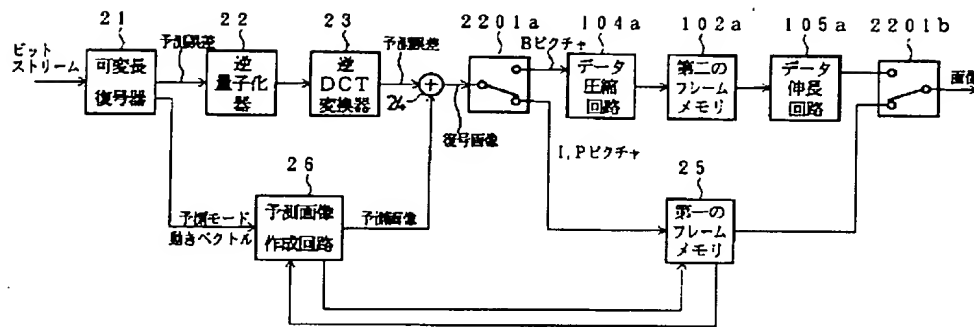 21
22
23
2201a
104a
102a
105a
2201b
ビット
ストリーム
可変長
復号器
予測誤差
逆
量子化
器
逆
DCT
変換器
予測誤差
+
24
復号画像
Bピクチャ
I,Pピクチャ
データ
圧縮
回路
第二の
フレーム
メモリ
データ
伸長
回路
画像
26
予測モード
動きベクトル
予測画像
作成回路
予測画像
25
第一の
フレーム
メモリ